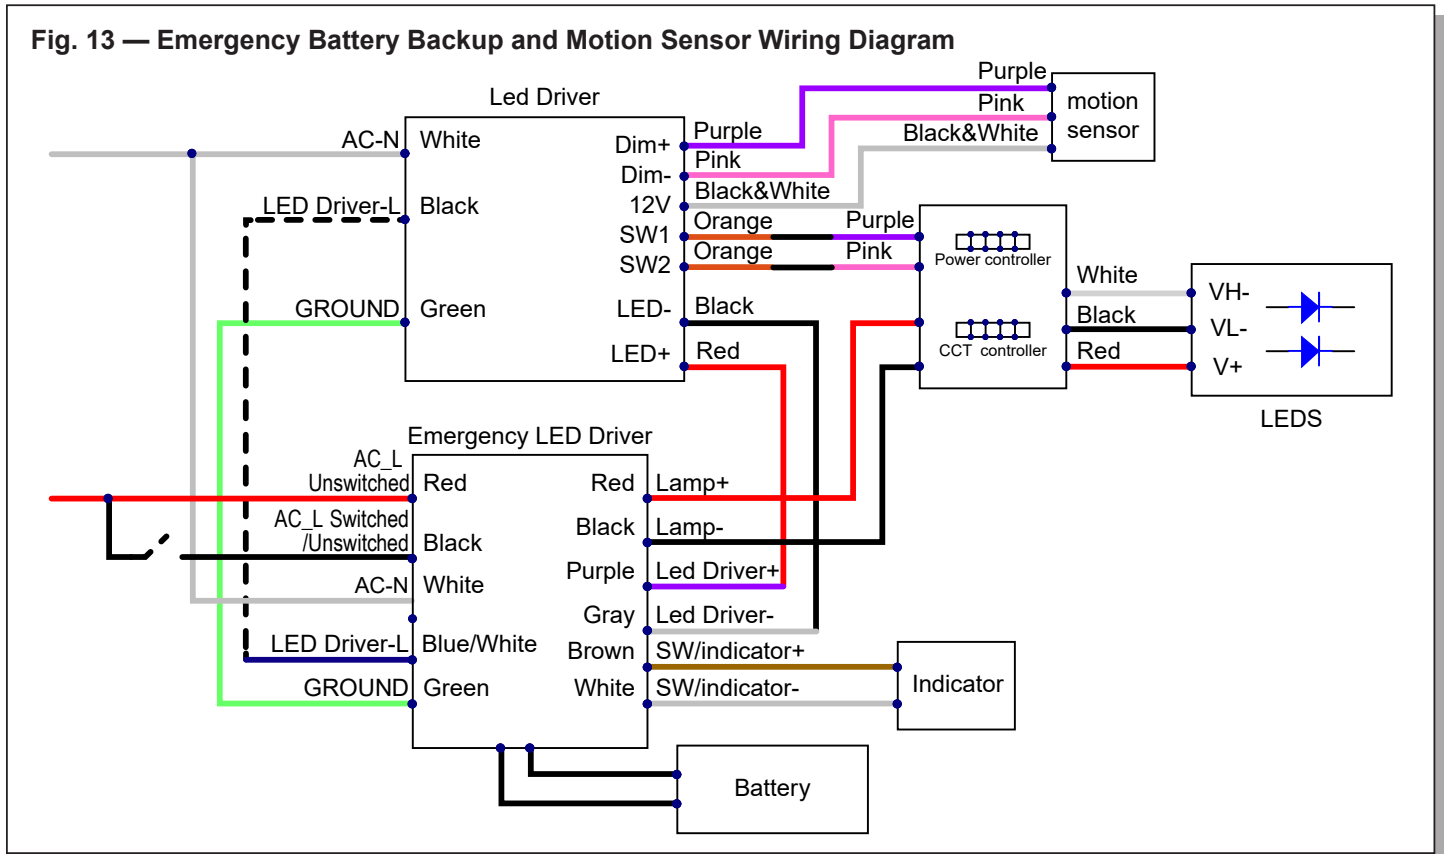 Fig. 13 — Emergency Battery Backup and Motion Sensor Wiring Diagram
Led Driver
AC-N
White
LED Driver-L
Black
GROUND
Green
Dim+
Dim-
12V
SW1
SW2
LED-
LED+
Purple
Pink
Black&White
Orange
Orange
Black
Red
Purple
Pink
Black&White
motion
sensor
Purple
Pink
Power controller
CCT controller
White
Black
Red
VH-
VL-
V+
LEDS
Emergency LED Driver
AC_L
Unswitched
Red
AC_L Switched
/Unswitched
Black
AC-N
White
LED Driver-L
Blue/White
GROUND
Green
Red
Lamp+
Black
Lamp-
Purple
Led Driver+
Gray
Led Driver-
Brown
SW/indicator+
White
SW/indicator-
Indicator
Battery